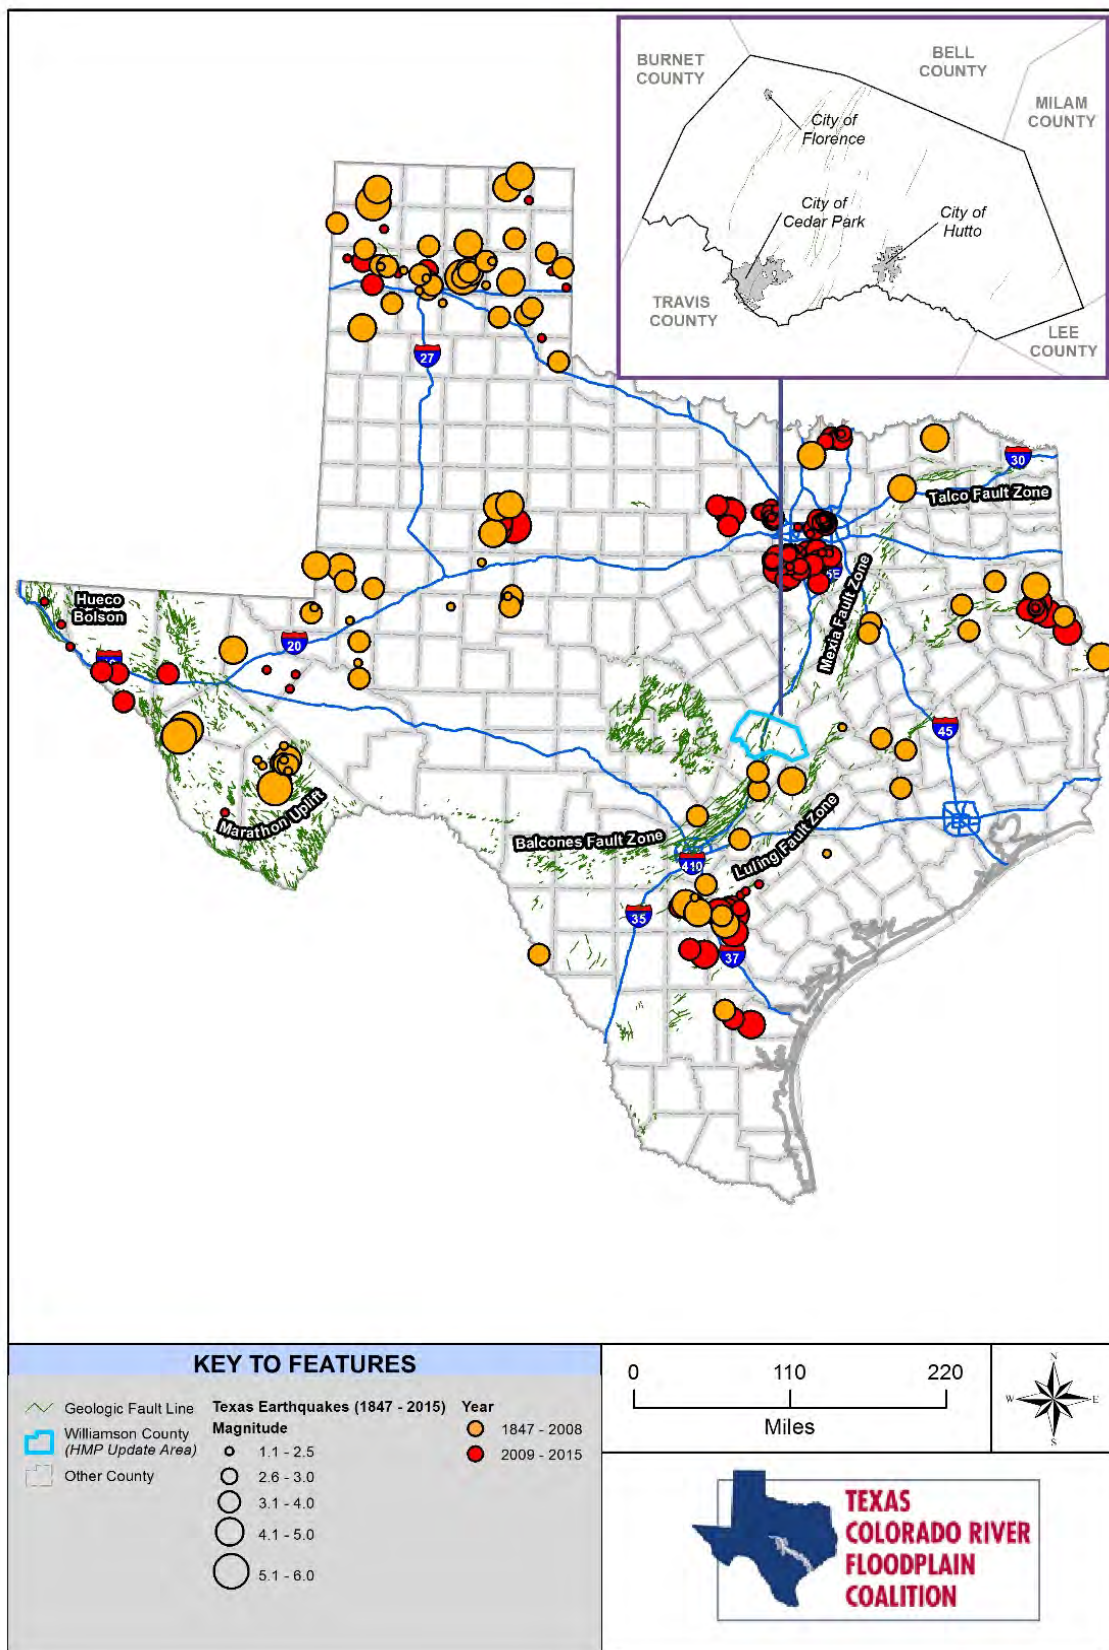 BURNET
COUNTY
BELL
COUNTY
MILAM
COUNTY
City of
Florence
City of
Cedar Park
City of
Hutto
TRAVIS
COUNTY
LEE
COUNTY
27
30
Talco Fault Zone
Mexia Fault Zone
Hueco
Bolson
20
45
Marathon Uplift
Balcones Fault Zone
Luling Fault Zone
410
35
37
KEY TO FEATURES
Geologic Fault Line
Williamson County
(HMP Update Area)
Other County
Texas Earthquakes (1847 - 2015)
Magnitude
1.1 - 2.5
2.6 - 3.0
3.1 - 4.0
4.1 - 5.0
5.1 - 6.0
Year
1847 - 2008
2009 - 2015
0 110 220
Miles
N
W E
S
TEXAS
COLORADO RIVER
FLOODPLAIN
COALITION